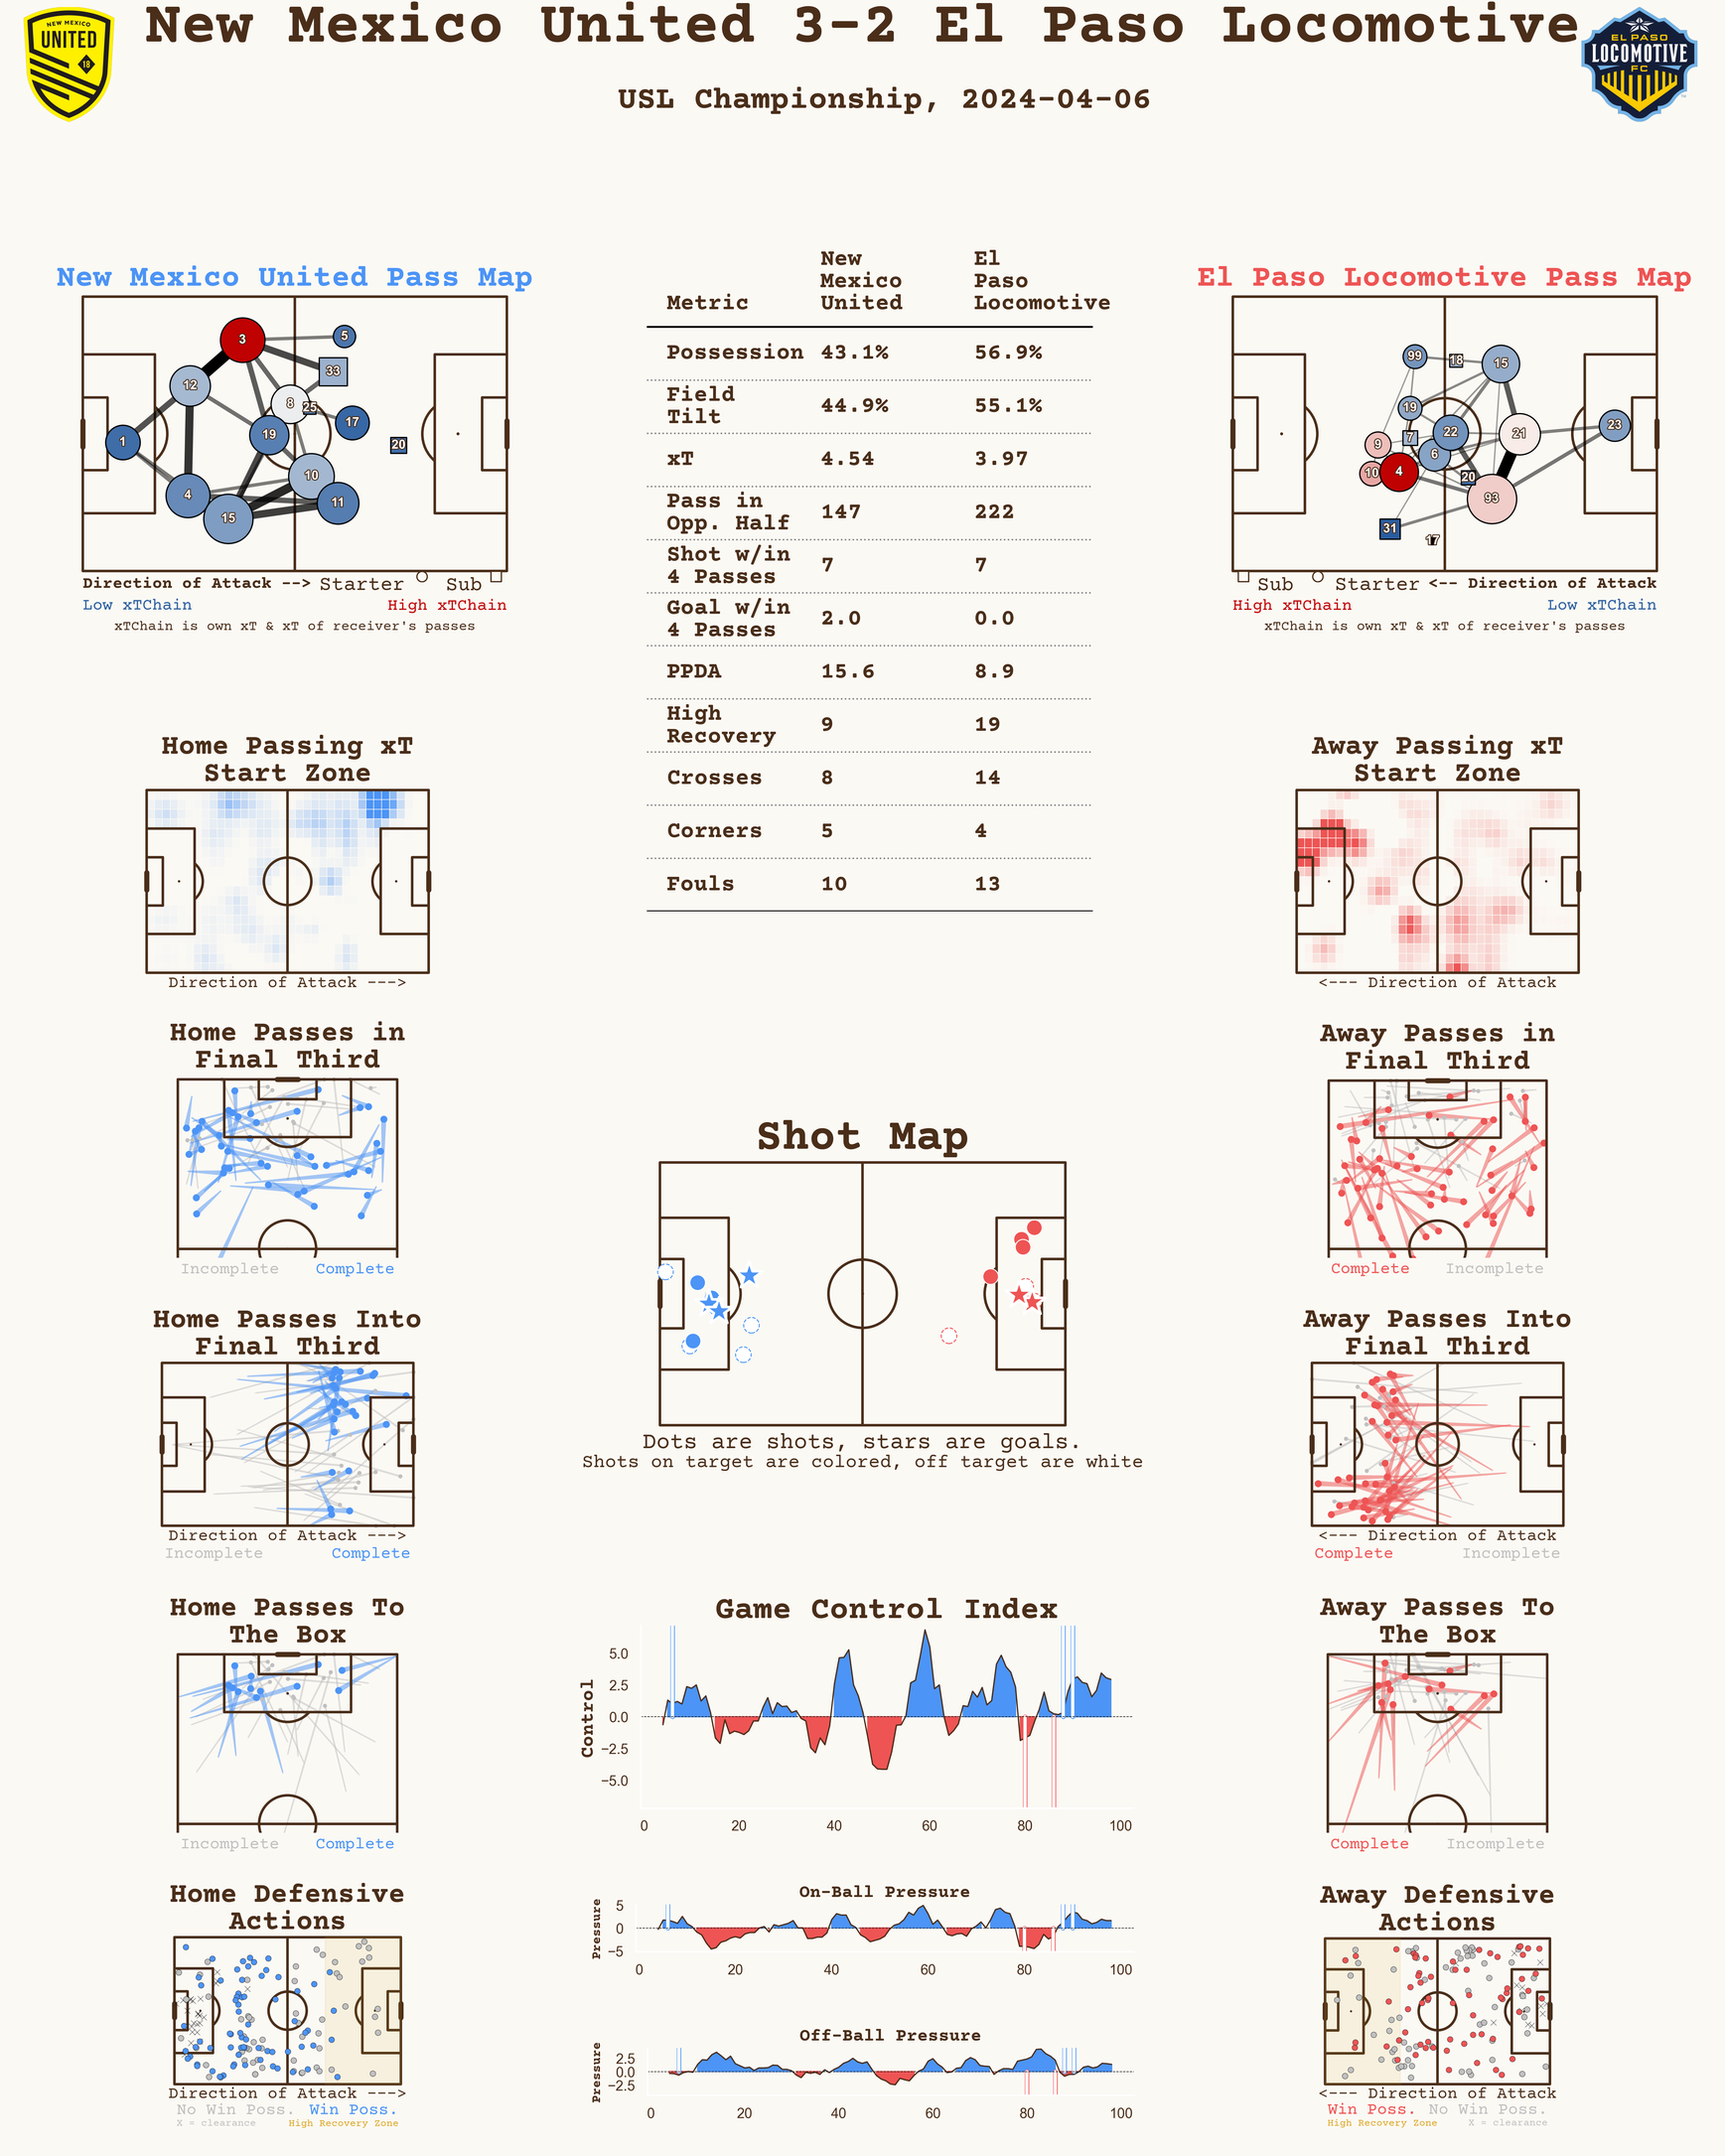 New Mexico United 3-2 El Paso Locomotive
NEW MEXICO
UNITED
18
EL PASO
LOCOMOTIVE
FC
USL Championship, 2024-04-06
New Mexico United Pass Map
3
5
33
12
8
25
17
1
19
20
10
4
11
15
Direction of Attack --> Starter Sub
Low xTChain High xTChain
xTChain is own xT & xT of receiver's passes
Metric New Mexico United El Paso Locomotive
Possession 43.1% 56.9%
Field Tilt 44.9% 55.1%
xT 4.54 3.97
Pass in Opp. Half 147 222
Shot w/in 4 Passes 7 7
Goal w/in 4 Passes 2.0 0.0
PPDA 15.6 8.9
High Recovery 9 19
Crosses 8 14
Corners 5 4
Fouls 10 13
El Paso Locomotive Pass Map
99
18
15
19
23
9
7
22
21
6
10
4
20
93
31
17
Sub Starter <-- Direction of Attack
High xTChain Low xTChain
xTChain is own xT & xT of receiver's passes
Home Passing xT
Start Zone
Direction of Attack --->
Home Passes in
Final Third
Incomplete Complete
Home Passes Into
Final Third
Direction of Attack --->
Incomplete Complete
Home Passes To
The Box
Incomplete Complete
Home Defensive
Actions
Direction of Attack --->
No Win Poss. Win Poss.
X = clearance High Recovery Zone
Shot Map
Dots are shots, stars are goals.
Shots on target are colored, off target are white
Game Control Index
Control
5.0
2.5
0.0
−2.5
−5.0
0 20 40 60 80 100
On-Ball Pressure
Pressure
5
0
−5
0 20 40 60 80 100
Off-Ball Pressure
Pressure
2.5
0.0
−2.5
0 20 40 60 80 100
Away Passing xT
Start Zone
<--- Direction of Attack
Away Passes in
Final Third
Complete Incomplete
Away Passes Into
Final Third
<--- Direction of Attack
Complete Incomplete
Away Passes To
The Box
Complete Incomplete
Away Defensive
Actions
<--- Direction of Attack
Win Poss. No Win Poss.
High Recovery Zone X = clearance